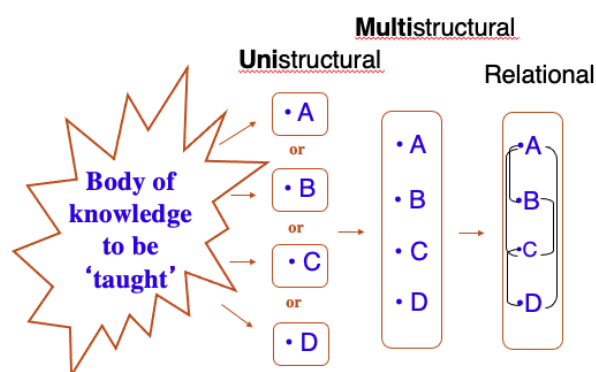 Multistructural
Unistructural
Relational
Body of
knowledge
to be
‘taught’
• A
or
• B
or
• C
or
• D
• A
• B
• C
• D
•A
•B
•C
•D